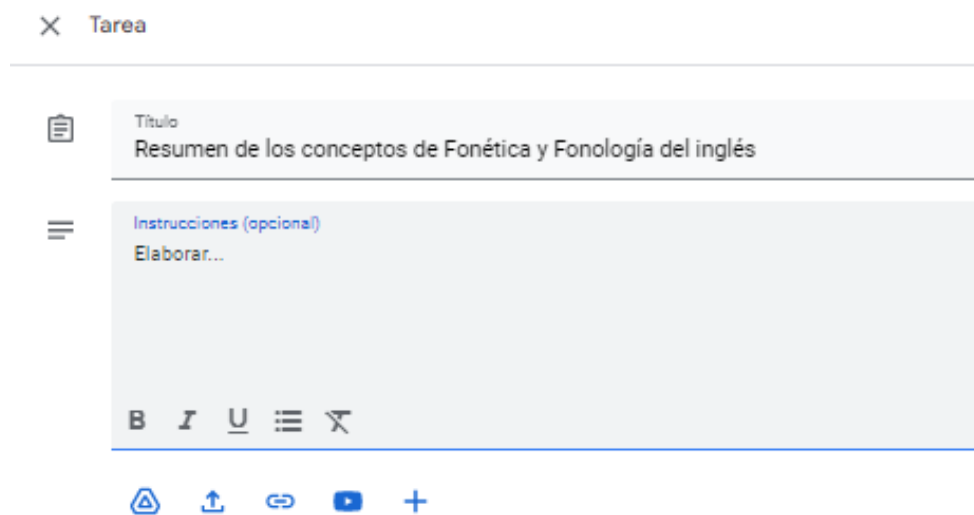 Tarea
Título
Resumen de los conceptos de Fonética y Fonología del inglés
Instrucciones (opcional)
Elaborar...
B I U